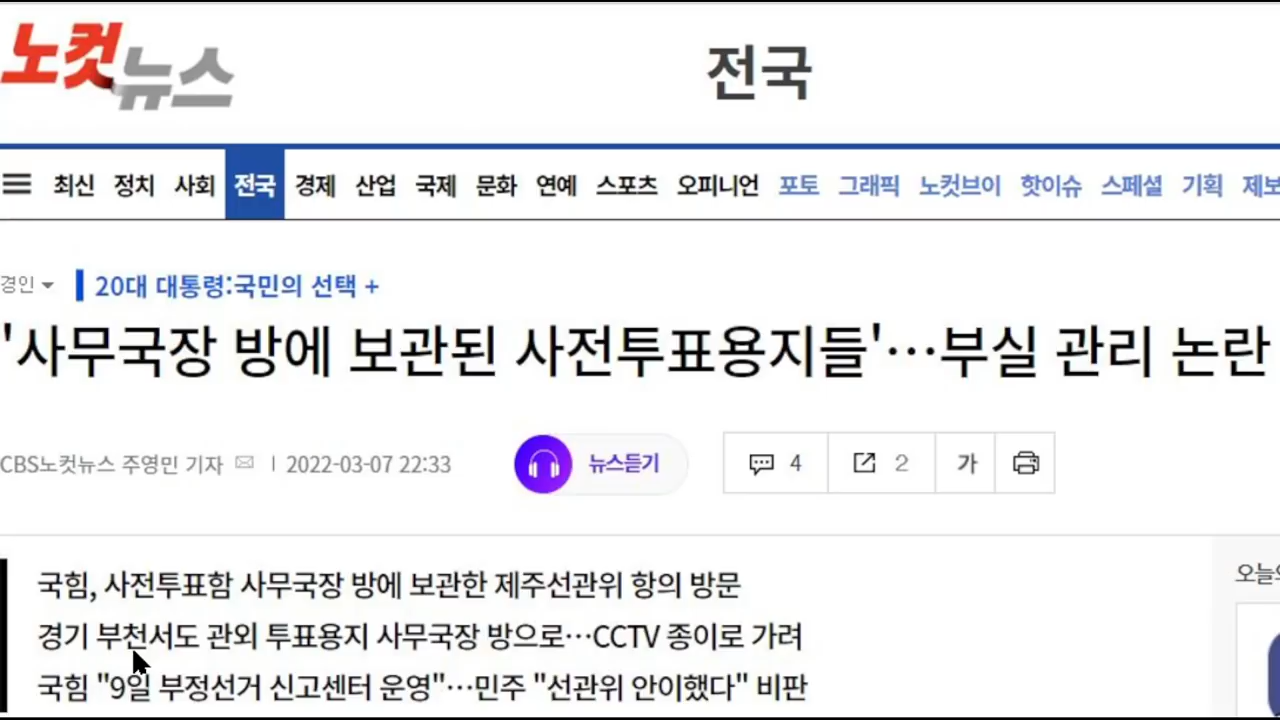 노컷뉴스
전국
최신 정치 사회 전국 경제 산업 국제 문화 연예 스포츠 오피니언 포토 그래픽 노컷브이 핫이슈 스페셜 기획 제보
경인 20대 대통령:국민의 선택 +
'사무국장 방에 보관된 사전투표용지들'…부실 관리 논란
CBS노컷뉴스 주영민 기자 2022-03-07 22:33 뉴스듣기 4 2 가
국힘, 사전투표함 사무국장 방에 보관한 제주선관위 항의 방문
오늘의
경기 부천서도 관외 투표용지 사무국장 방으로…CCTV 종이로 가려
국힘 "9일 부정선거 신고센터 운영"…민주 "선관위 안이했다" 비판